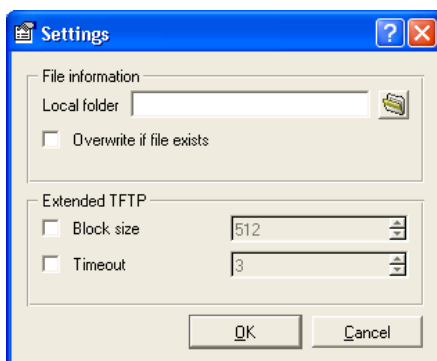 Settings
File information
Local folder
Overwrite if file exists
Extended TFTP
Block size 512
Timeout 3
OK Cancel